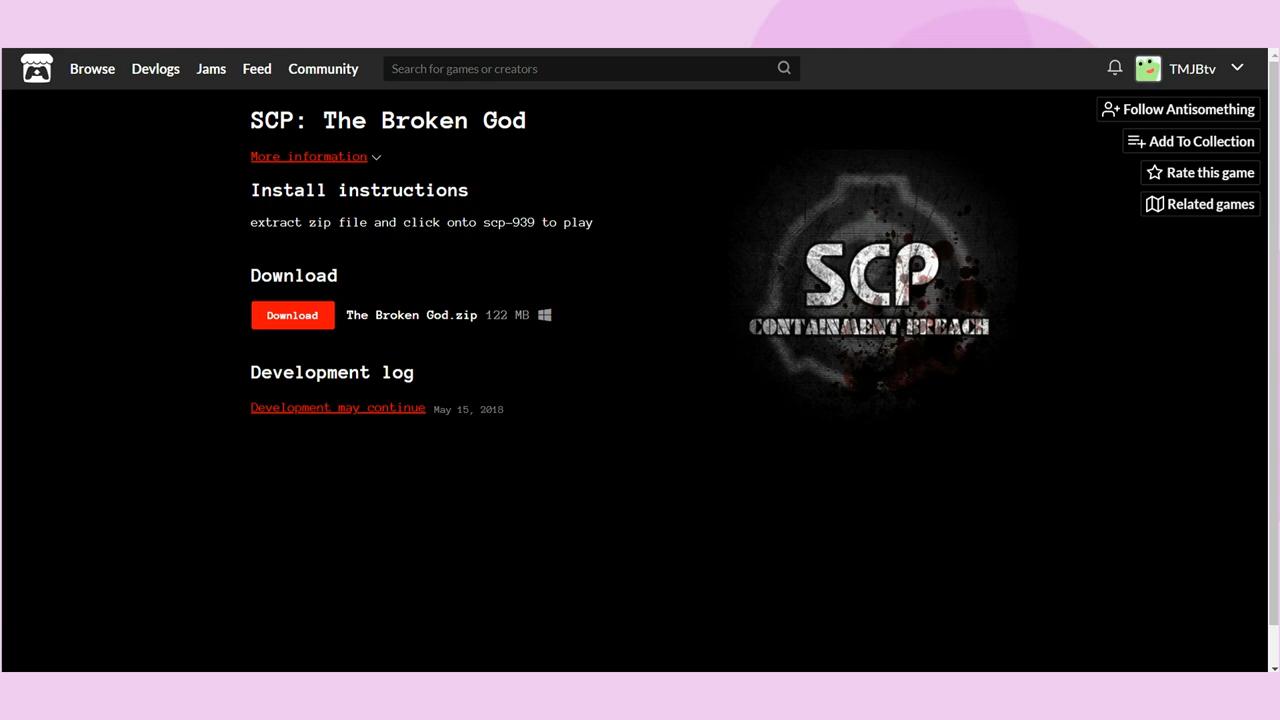 Browse Devlogs Jams Feed Community Search for games or creators TMJBtv
SCP: The Broken God
Follow Antisomething
Add To Collection
Rate this game
Related games
More information
Install instructions
extract zip file and click onto scp-939 to play
Download
Download The Broken God.zip 122 MB
Development log
Development may continue May 15, 2018
SCP
CONTAINMENT BREACH